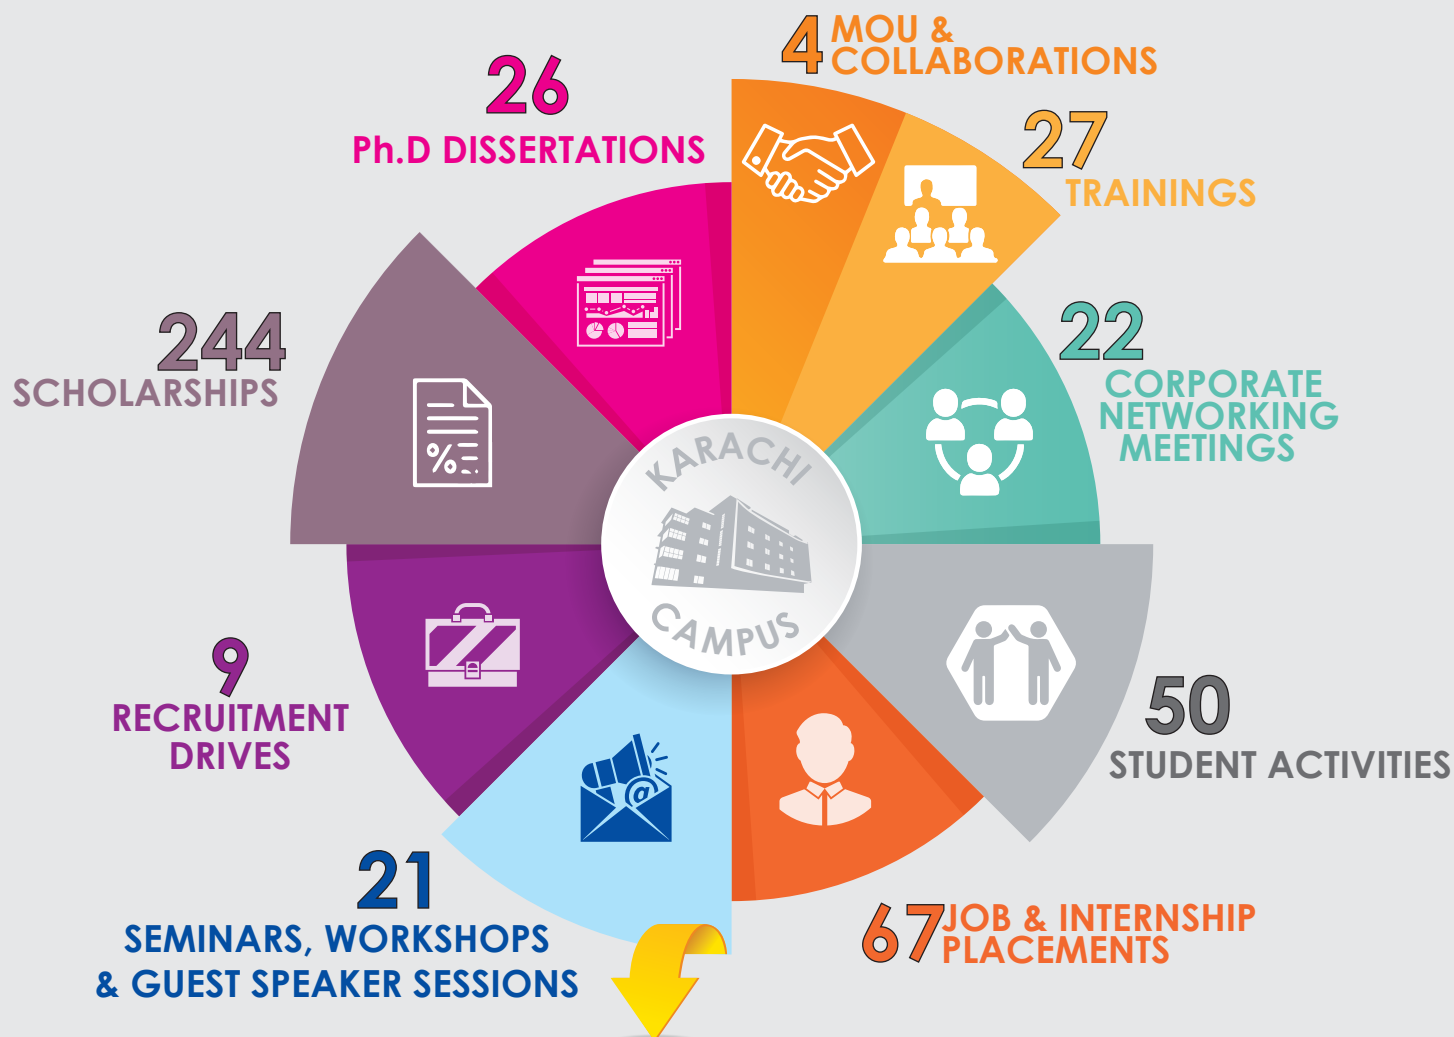 4 MOU &
COLLABORATIONS
27
TRAININGS
22
CORPORATE
NETWORKING
MEETINGS
50
STUDENT ACTIVITIES
67 JOB & INTERNSHIP
PLACEMENTS
21
SEMINARS, WORKSHOPS
& GUEST SPEAKER SESSIONS
9
RECRUITMENT
DRIVES
244
SCHOLARSHIPS
26
Ph.D DISSERTATIONS
KARACHI
CAMPUS
%
@